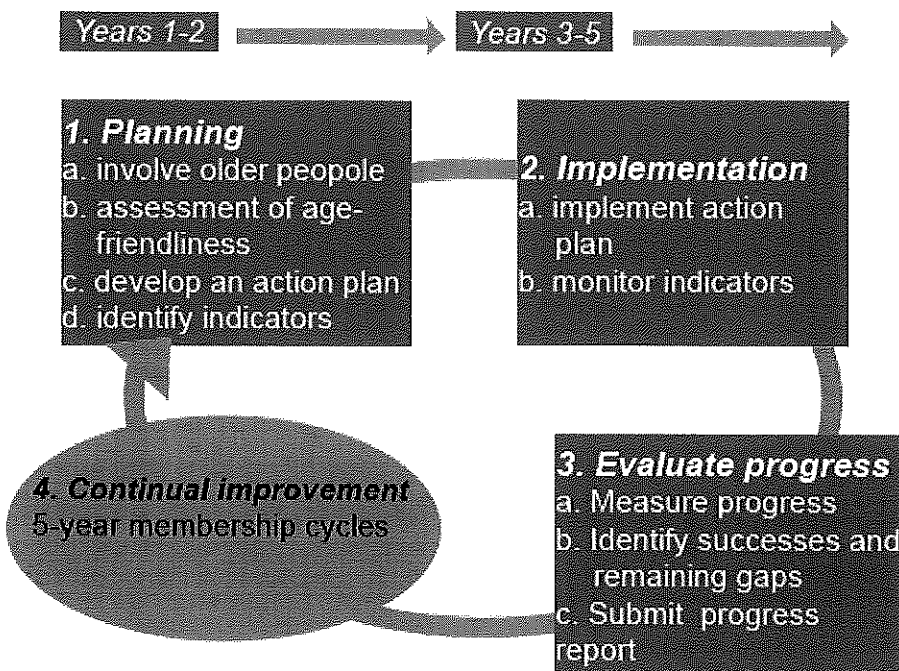 Years 1-2
Years 3-5
1. Planning
a. involve older peopole
b. assessment of age-
friendliness
c. develop an action plan
d. identify indicators
2. Implementation
a. implement action
plan
b. monitor indicators
3. Evaluate progress
a. Measure progress
b. Identify successes and
remaining gaps
c. Submit progress
report
4. Continual improvement
5-year membership cycles